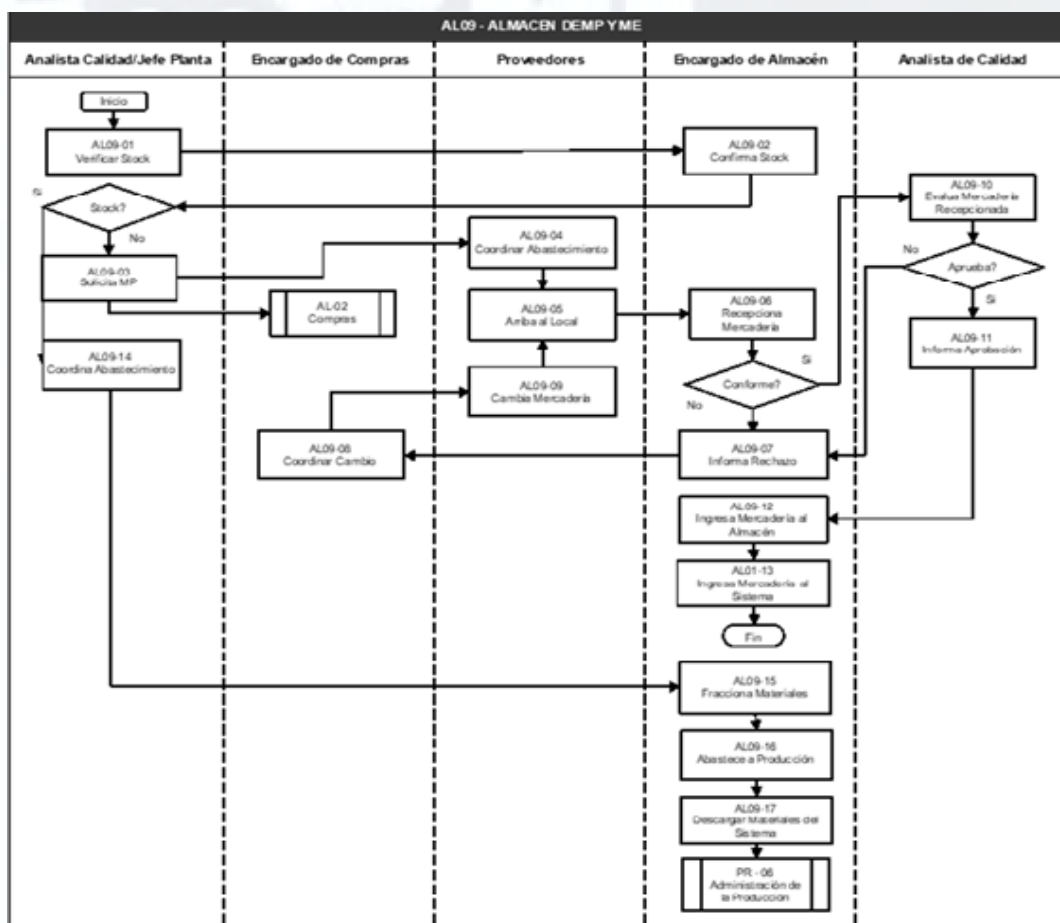 AL09 - ALMACEN DEMPYME
Analista Calidad/Jefe Planta
Encargado de Compras
Proveedores
Encargado de Almacén
Analista de Calidad
Inicio
AL09-01
Verificar Stock
AL09-02
Confirma Stock
Si
Stock?
No
AL09-03
Solicita MP
AL09-04
Coordinar Abastecimiento
AL09-10
Evalua Mercadería
Recepcionada
No
Aprueba?
Si
AL-02
Compras
AL09-05
Arriba al Local
AL09-06
Recepciona
Mercadería
AL09-11
Informa Aprobación
AL09-14
Coordina Abastecimiento
AL09-09
Cambia Mercadería
Si
Conforme?
No
AL09-08
Coordinar Cambio
AL09-07
Informa Rechazo
AL09-12
Ingresa Mercadería al
Almacén
AL01-13
Ingresa Mercadería al
Sistema
Fin
AL09-15
Fracciona Materiales
AL09-16
Abastece a Producción
AL09-17
Descargar Materiales del
Sistema
PR - 06
Administración de
la Producción